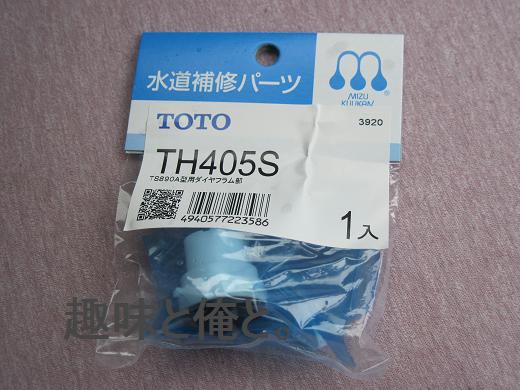 水道補修パーツ
MIZU
KUUKAN
®
TOTO
3920
TH405S
TS890A型用ダイヤフラム部
4940577223586
1入
趣味と俺と。